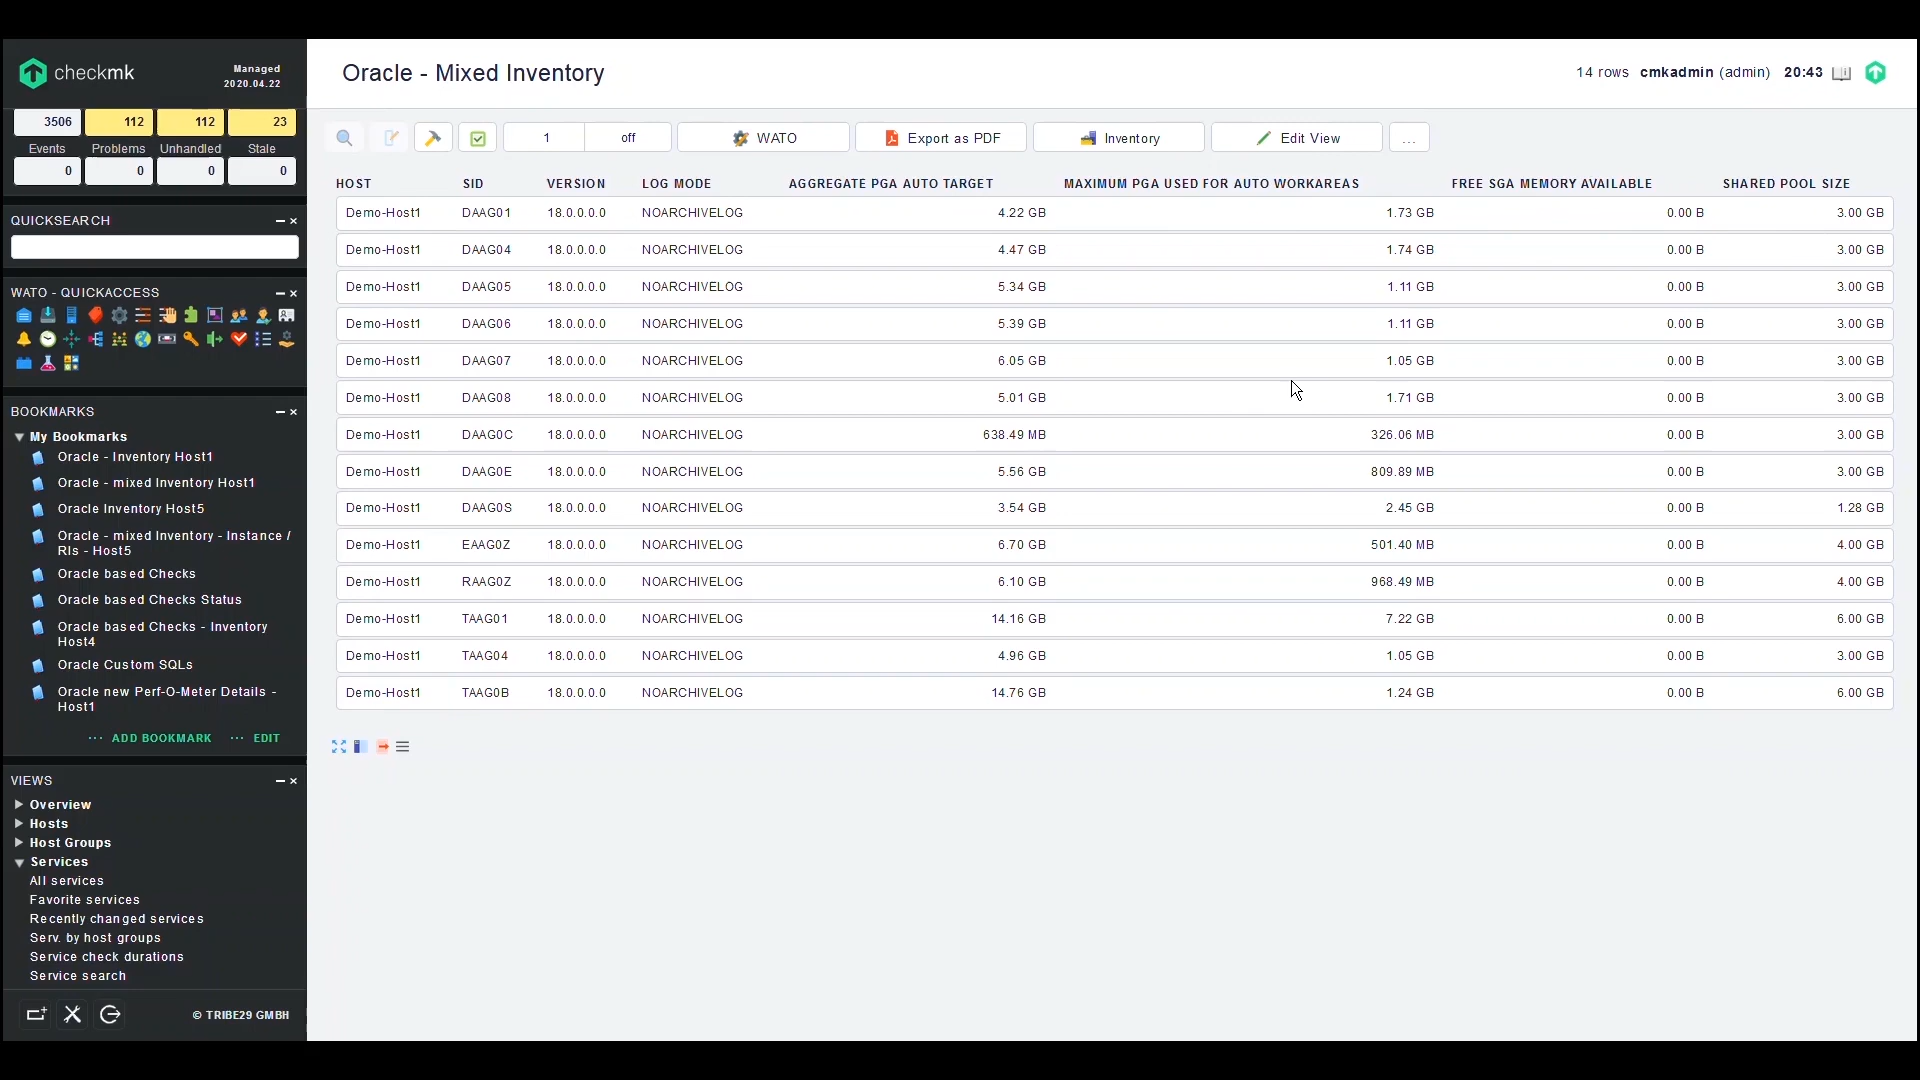 checkmk
Managed
2020.04.22
3506 112 112 23
Events Problems Unhandled Stale
0 0 0 0
QUICKSEARCH
WATO - QUICKACCESS
BOOKMARKS
My Bookmarks
Oracle - Inventory Host1
Oracle - mixed Inventory Host1
Oracle Inventory Host5
Oracle - mixed Inventory - Instance /
RIs - Host5
Oracle based Checks
Oracle based Checks Status
Oracle based Checks - Inventory
Host4
Oracle Custom SQLs
Oracle new Perf-O-Meter Details -
Host1
... ADD BOOKMARK ... EDIT
VIEWS
Overview
Hosts
Host Groups
Services
All services
Favorite services
Recently changed services
Serv. by host groups
Service check durations
Service search
© TRIBE29 GMBH
Oracle - Mixed Inventory
14 rows cmkadmin (admin) 20:43
1 off WATO Export as PDF Inventory Edit View ...
HOST SID VERSION LOG MODE AGGREGATE PGA AUTO TARGET MAXIMUM PGA USED FOR AUTO WORKAREAS FREE SGA MEMORY AVAILABLE SHARED POOL SIZE
Demo-Host1 DAAG01 18.0.0.0.0 NOARCHIVELOG 4.22 GB 1.73 GB 0.00 B 3.00 GB
Demo-Host1 DAAG04 18.0.0.0.0 NOARCHIVELOG 4.47 GB 1.74 GB 0.00 B 3.00 GB
Demo-Host1 DAAG05 18.0.0.0.0 NOARCHIVELOG 5.34 GB 1.11 GB 0.00 B 3.00 GB
Demo-Host1 DAAG06 18.0.0.0.0 NOARCHIVELOG 5.39 GB 1.11 GB 0.00 B 3.00 GB
Demo-Host1 DAAG07 18.0.0.0.0 NOARCHIVELOG 6.05 GB 1.05 GB 0.00 B 3.00 GB
Demo-Host1 DAAG08 18.0.0.0.0 NOARCHIVELOG 5.01 GB 1.71 GB 0.00 B 3.00 GB
Demo-Host1 DAAG0C 18.0.0.0.0 NOARCHIVELOG 638.49 MB 326.06 MB 0.00 B 3.00 GB
Demo-Host1 DAAG0E 18.0.0.0.0 NOARCHIVELOG 5.56 GB 809.89 MB 0.00 B 3.00 GB
Demo-Host1 DAAG0S 18.0.0.0.0 NOARCHIVELOG 3.54 GB 2.45 GB 0.00 B 1.28 GB
Demo-Host1 EAAG0Z 18.0.0.0.0 NOARCHIVELOG 6.70 GB 501.40 MB 0.00 B 4.00 GB
Demo-Host1 RAAG0Z 18.0.0.0.0 NOARCHIVELOG 6.10 GB 968.49 MB 0.00 B 4.00 GB
Demo-Host1 TAAG01 18.0.0.0.0 NOARCHIVELOG 14.16 GB 7.22 GB 0.00 B 6.00 GB
Demo-Host1 TAAG04 18.0.0.0.0 NOARCHIVELOG 4.96 GB 1.05 GB 0.00 B 3.00 GB
Demo-Host1 TAAG0B 18.0.0.0.0 NOARCHIVELOG 14.76 GB 1.24 GB 0.00 B 6.00 GB